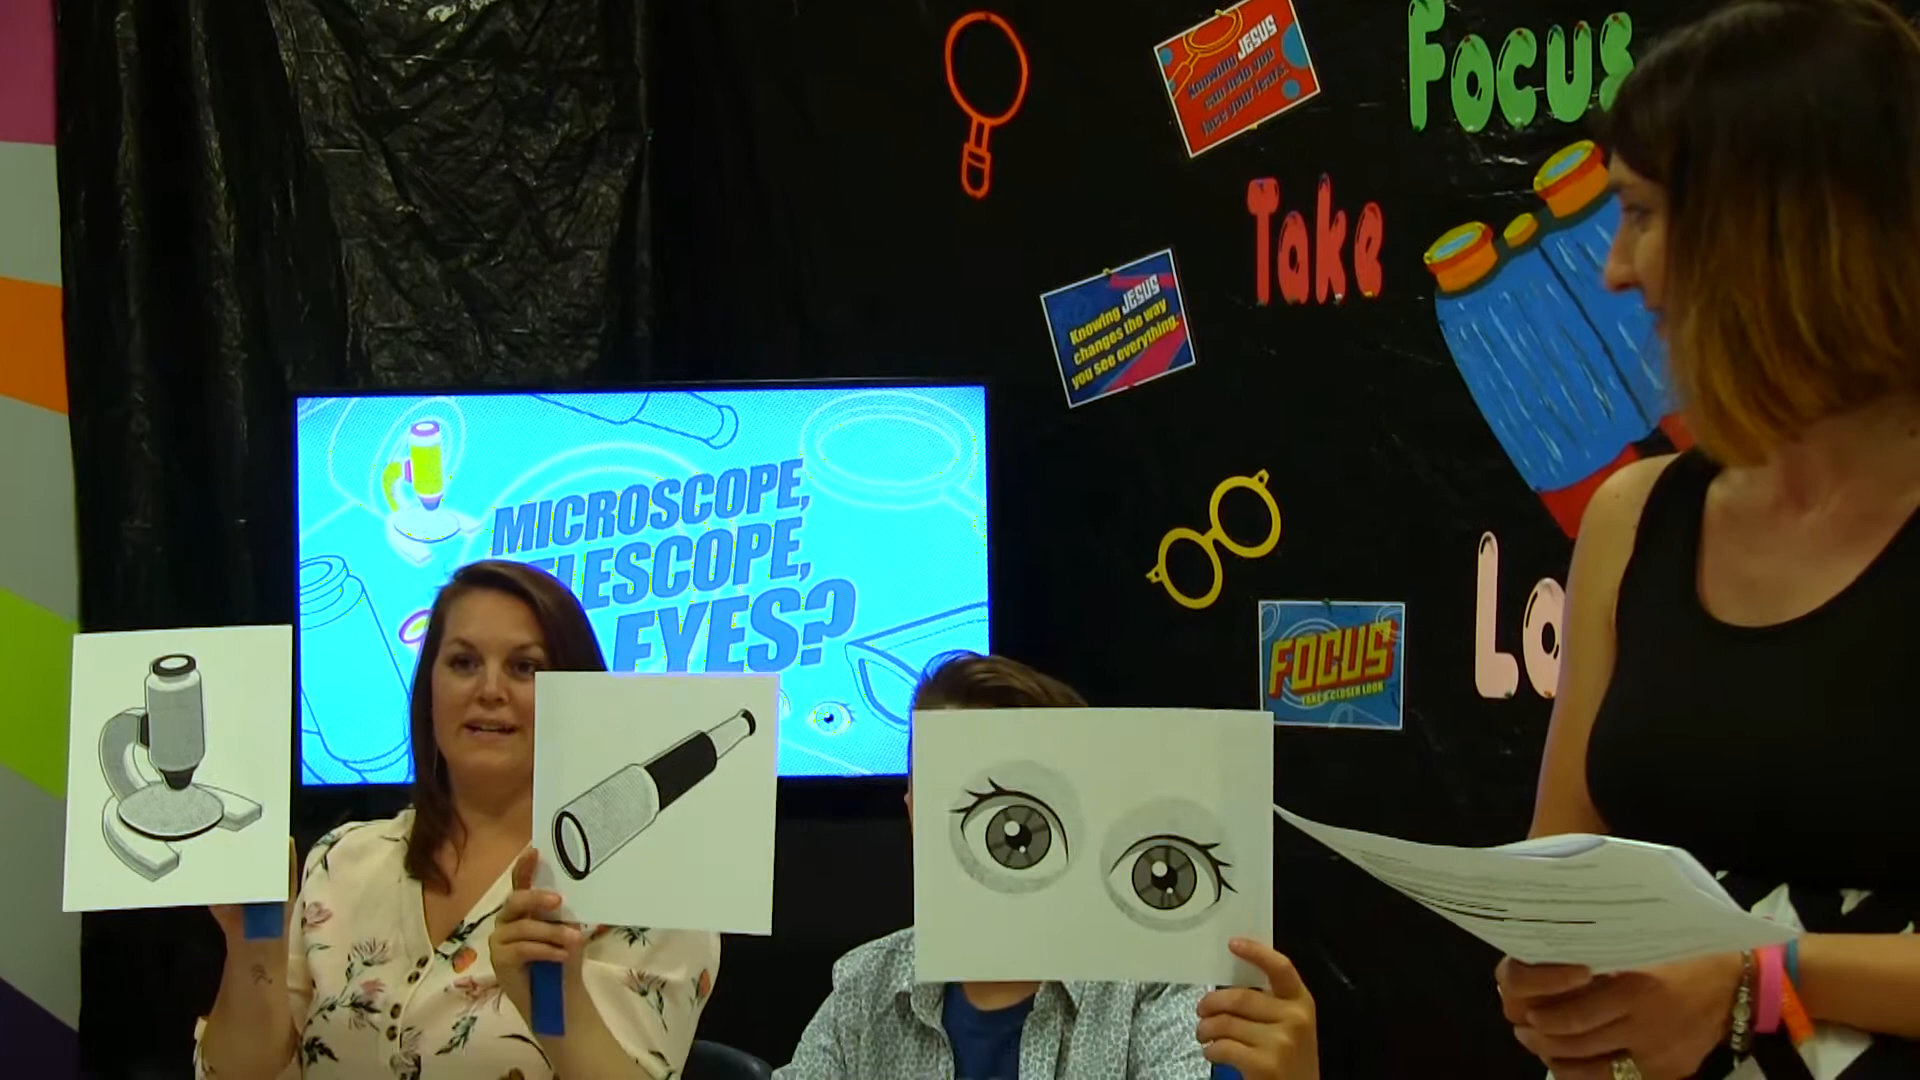 Knowing JESUS
can help you
face your fears.
FOCUS
Take
Knowing JESUS
changes the way
you see everything.
MICROSCOPE,
ELESCOPE,
EYES?
Lo
FOCUS
TAKE A CLOSER LOOK